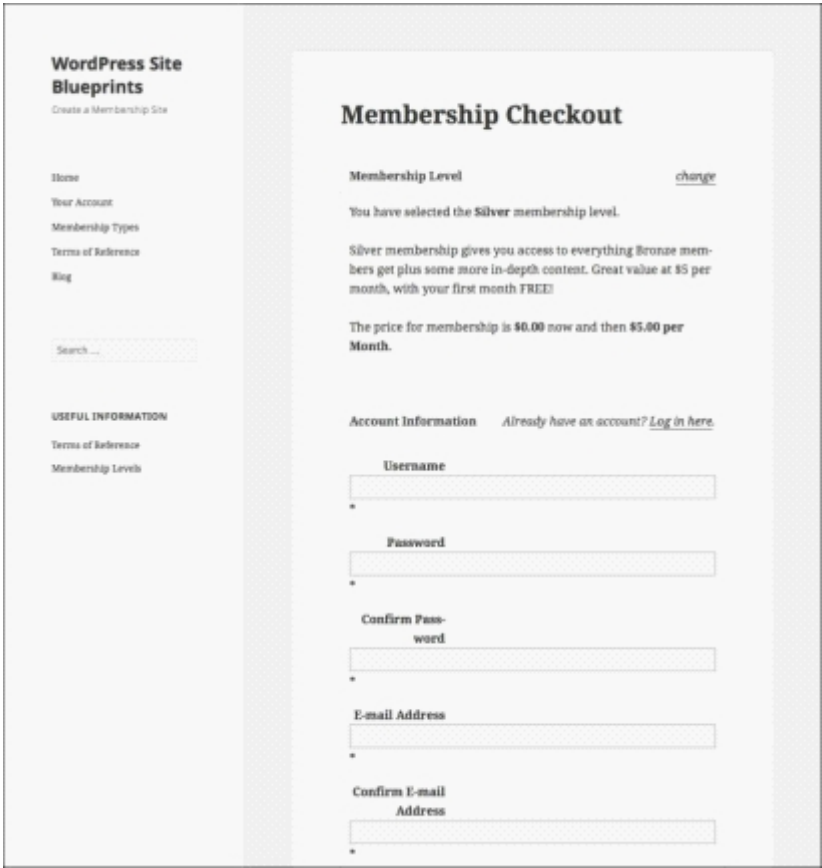 WordPress Site
Blueprints
Create a Membership Site
Home
Your Account
Membership Types
Terms of Reference
Blog
Search ...
USEFUL INFORMATION
Terms of Reference
Membership Levels
Membership Checkout
Membership Level change
You have selected the Silver membership level.
Silver membership gives you access to everything Bronze mem-
bers get plus some more in-depth content. Great value at $5 per
month, with your first month FREE!
The price for membership is $0.00 now and then $5.00 per
Month.
Account Information Already have an account? Log in here.
Username
*
Password
*
Confirm Pass-
word
*
E-mail Address
*
Confirm E-mail
Address
*